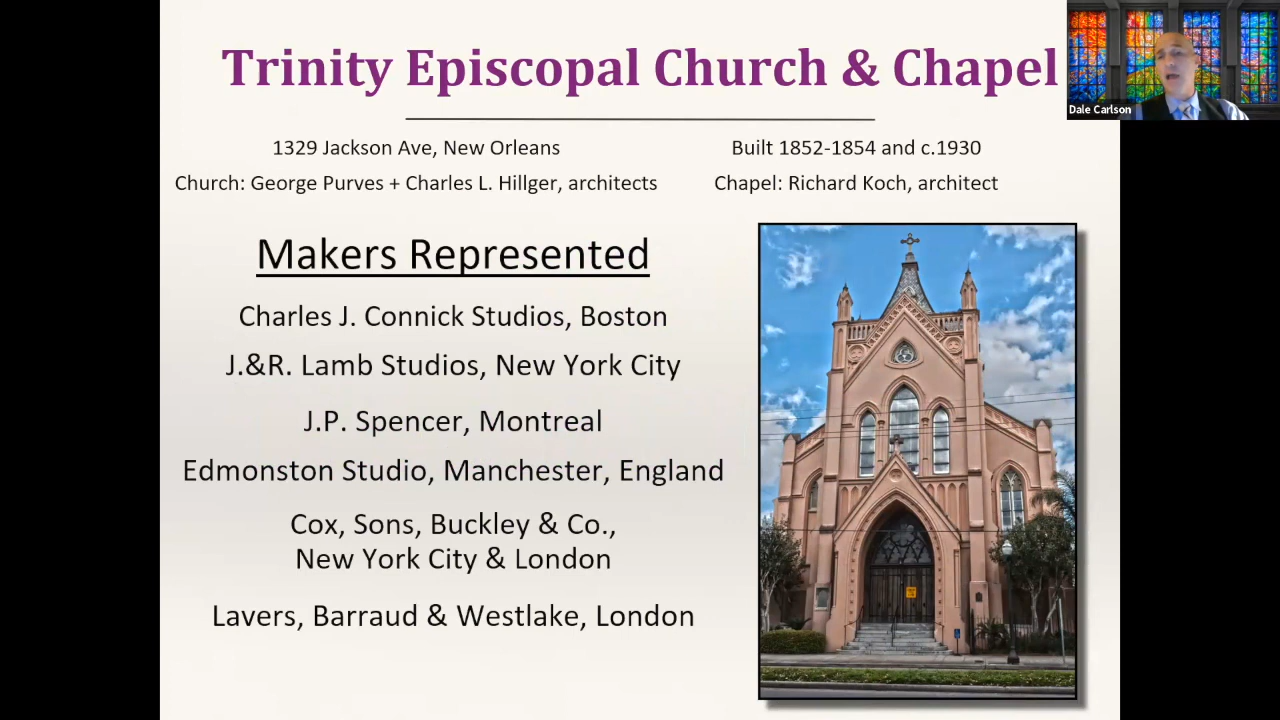 Trinity Episcopal Church & Chapel
Dale Carlson
1329 Jackson Ave, New Orleans
Built 1852-1854 and c.1930
Church: George Purves + Charles L. Hillger, architects
Chapel: Richard Koch, architect
Makers Represented
Charles J. Connick Studios, Boston
J.&R. Lamb Studios, New York City
J.P. Spencer, Montreal
Edmonston Studio, Manchester, England
Cox, Sons, Buckley & Co.,
New York City & London
Lavers, Barraud & Westlake, London